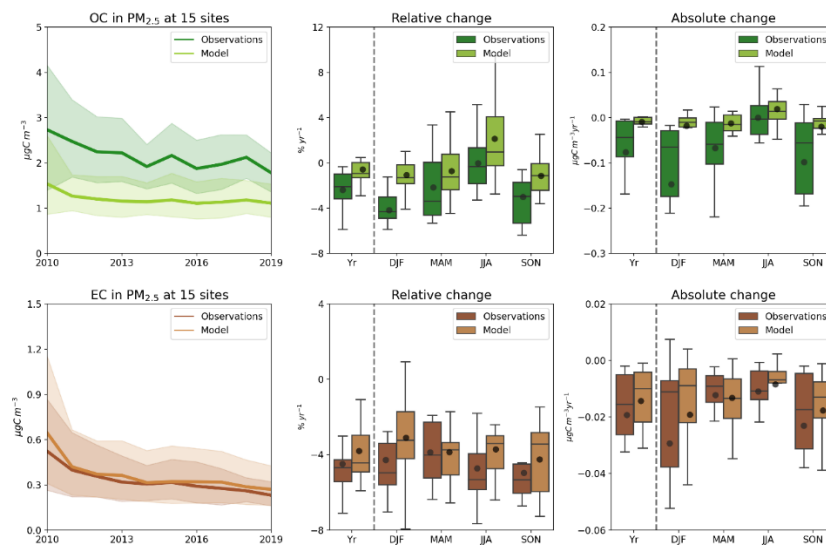 OC in PM2.5 at 15 sites
Relative change
Absolute change
5
4
3
2
1
0
μgC m⁻³
Observations
Model
2010
2013
2016
2019
12
8
4
0
−4
−8
% yr⁻¹
Observations
Model
Yr
DJF
MAM
JJA
SON
0.2
0.1
0.0
−0.1
−0.2
−0.3
μgC m⁻³yr⁻¹
Observations
Model
Yr
DJF
MAM
JJA
SON
EC in PM2.5 at 15 sites
Relative change
Absolute change
1.5
1.2
0.9
0.6
0.3
0.0
μgC m⁻³
Observations
Model
2010
2013
2016
2019
4
0
−4
−8
% yr⁻¹
Observations
Model
Yr
DJF
MAM
JJA
SON
0.02
0.00
−0.02
−0.04
−0.06
μgC m⁻³yr⁻¹
Observations
Model
Yr
DJF
MAM
JJA
SON